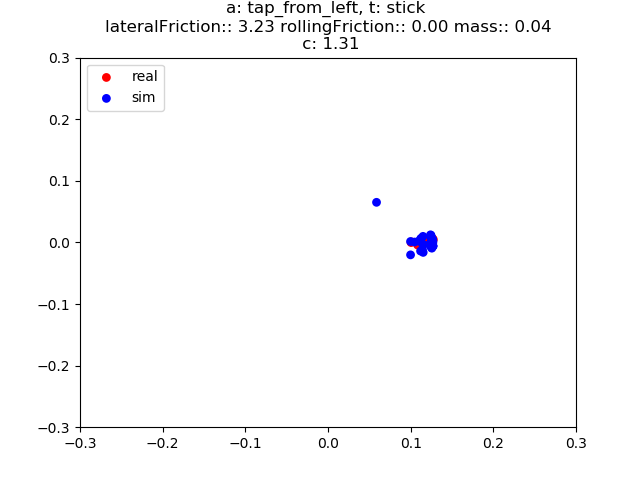 a: tap_from_left, t: stick
lateralFriction:: 3.23 rollingFriction:: 0.00 mass:: 0.04
c: 1.31
real
sim
0.3
0.2
0.1
0.0
−0.1
−0.2
−0.3
−0.3 −0.2 −0.1 0.0 0.1 0.2 0.3